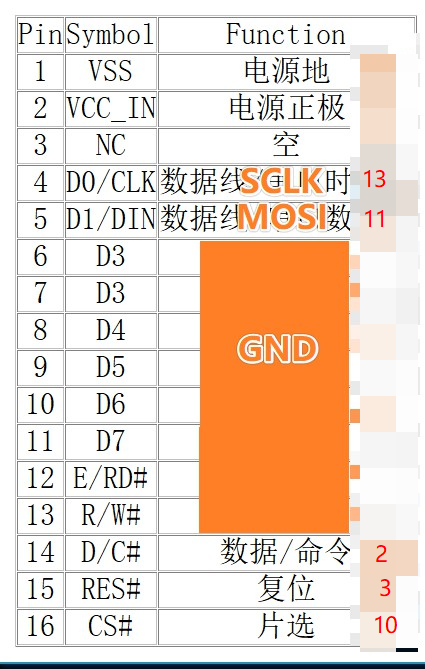 Pin Symbol Function
1 VSS 电源地
2 VCC_IN 电源正极
3 NC 空
4 D0/CLK 数据线 SCLK 时 13
5 D1/DIN 数据线 MOSI 数 11
6 D3
7 D3
8 D4
9 D5 GND
10 D6
11 D7
12 E/RD#
13 R/W#
14 D/C# 数据/命令 2
15 RES# 复位 3
16 CS# 片选 10